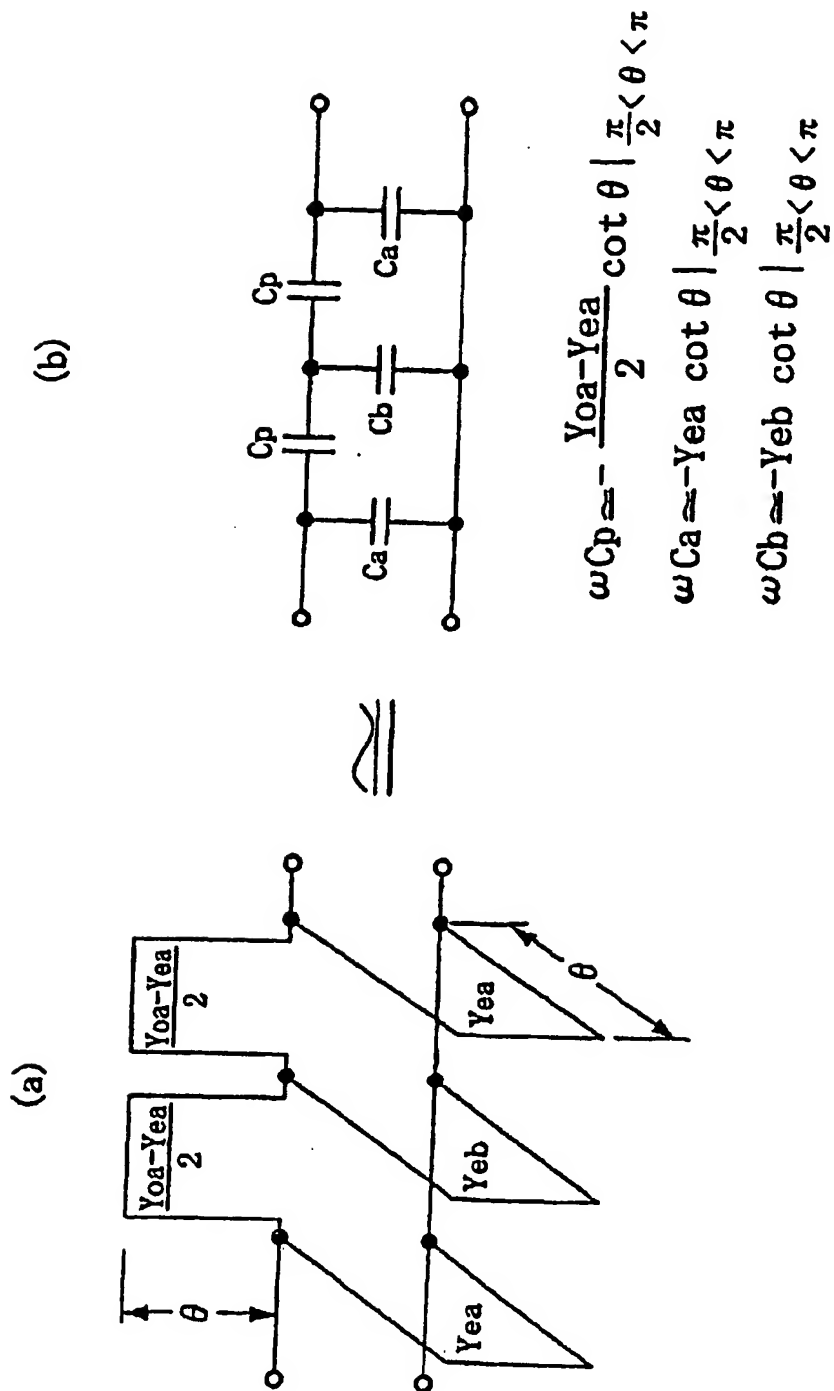 (a)
θ
Yoa-Yea
2
Yoa-Yea
2
Yea
Yeb
Yea
θ
≅
(b)
Cp
Cp
Ca
Cb
Ca
ωCp≃- Yoa-Yea/2 cot θ | π/2<θ<π
ωCa≃-Yea cot θ | π/2<θ<π
ωCb≃-Yeb cot θ | π/2<θ<π